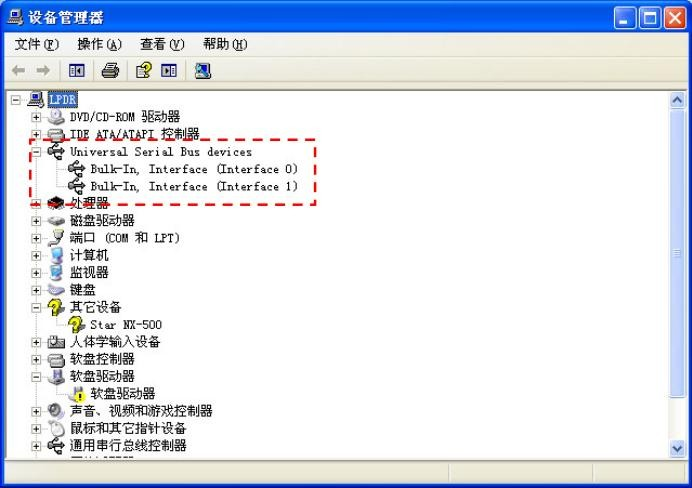 设备管理器
文件(F) 操作(A) 查看(V) 帮助(H)
LPDR
DVD/CD-ROM 驱动器
IDE ATA/ATAPI 控制器
Universal Serial Bus devices
Bulk-In, Interface (Interface 0)
Bulk-In, Interface (Interface 1)
处理器
磁盘驱动器
端口 (COM 和 LPT)
计算机
监视器
键盘
其它设备
Star NX-500
人体学输入设备
软盘控制器
软盘驱动器
软盘驱动器
声音、视频和游戏控制器
鼠标和其它指针设备
通用串行总线控制器